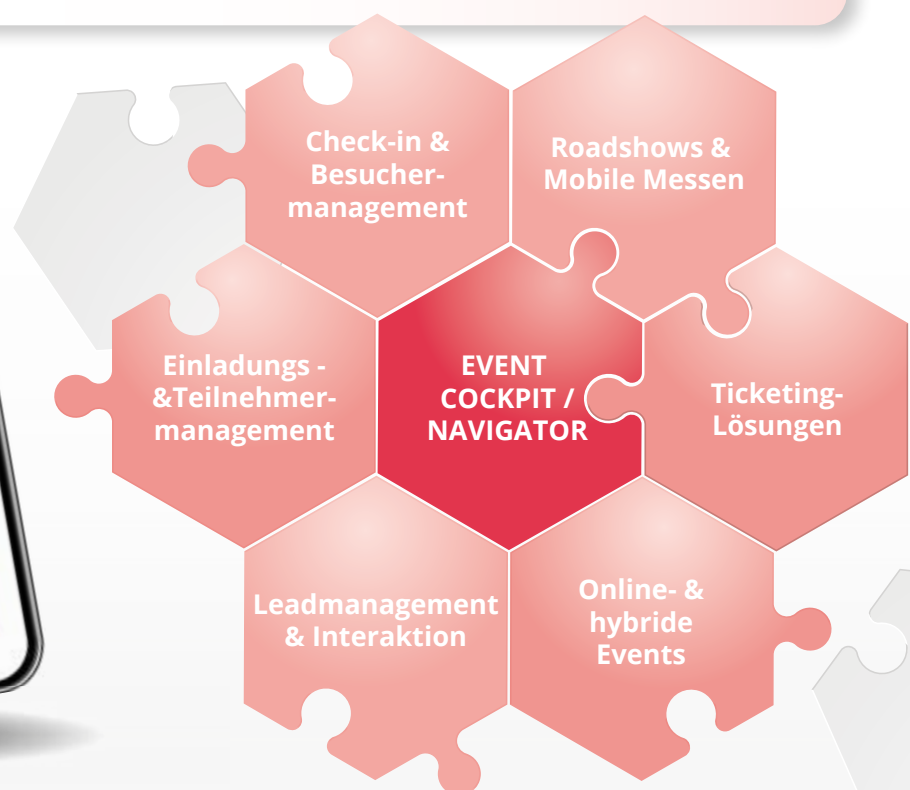 Check-in &
Besucher-
management
Roadshows &
Mobile Messen
Einladungs -
&Teilnehmer-
management
EVENT
COCKPIT /
NAVIGATOR
Ticketing-
Lösungen
Leadmanagement
& Interaktion
Online- &
hybride
Events